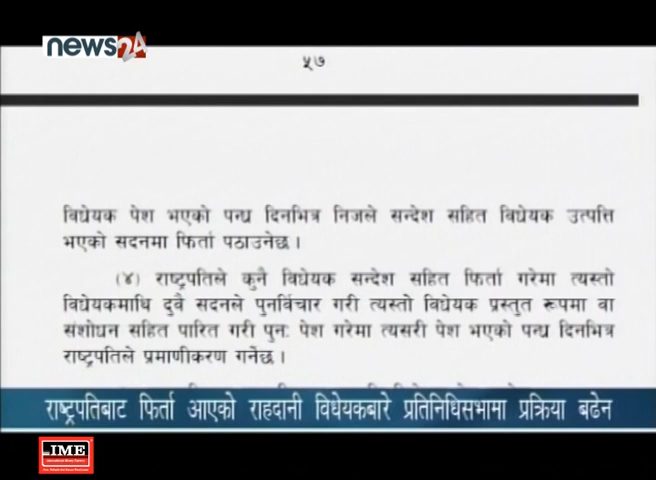 news24
५७
विधेयक पेश भएको पन्ध्र दिनभित्र निजले सन्देश सहित विधेयक उत्पत्ति
भएको सदनमा फिर्ता पठाउनेछ ।
(४) राष्ट्रपतिले कुनै विधेयक सन्देश सहित फिर्ता गरेमा त्यस्तो
विधेयकमाथि दुवै सदनले पुनर्विचार गरी त्यस्तो विधेयक प्रस्तुत रूपमा वा
संशोधन सहित पारित गरी पुनः पेश गरेमा त्यसरी पेश भएको पन्ध्र दिनभित्र
राष्ट्रपतिले प्रमाणीकरण गर्नेछ ।
राष्ट्रपतिबाट फिर्ता आएको राहदानी विधेयकबारे प्रतिनिधिसभामा प्रक्रिया बढेन
IME